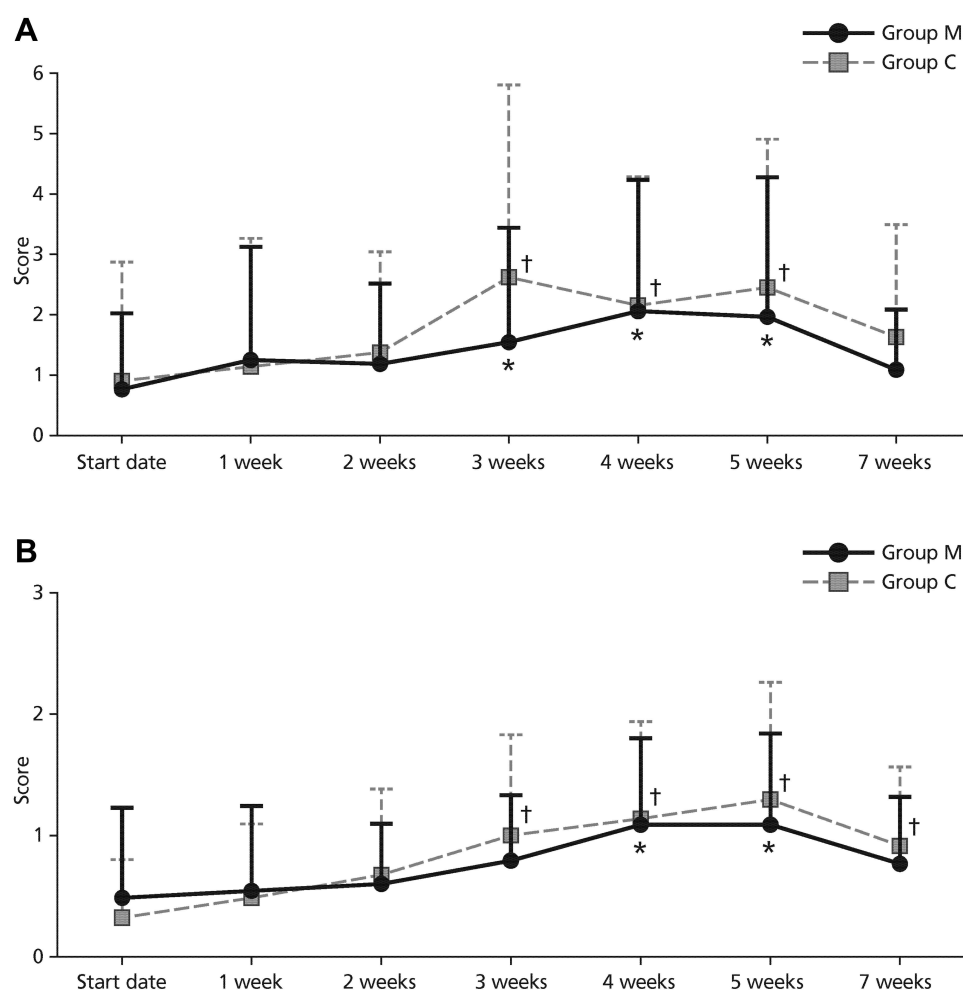 A
Group M
Group C
6
5
4
3
2
1
0
Score
†
†
†
*
*
*
Start date
1 week
2 weeks
3 weeks
4 weeks
5 weeks
7 weeks
B
Group M
Group C
3
2
1
0
Score
†
†
†
†
*
*
Start date
1 week
2 weeks
3 weeks
4 weeks
5 weeks
7 weeks